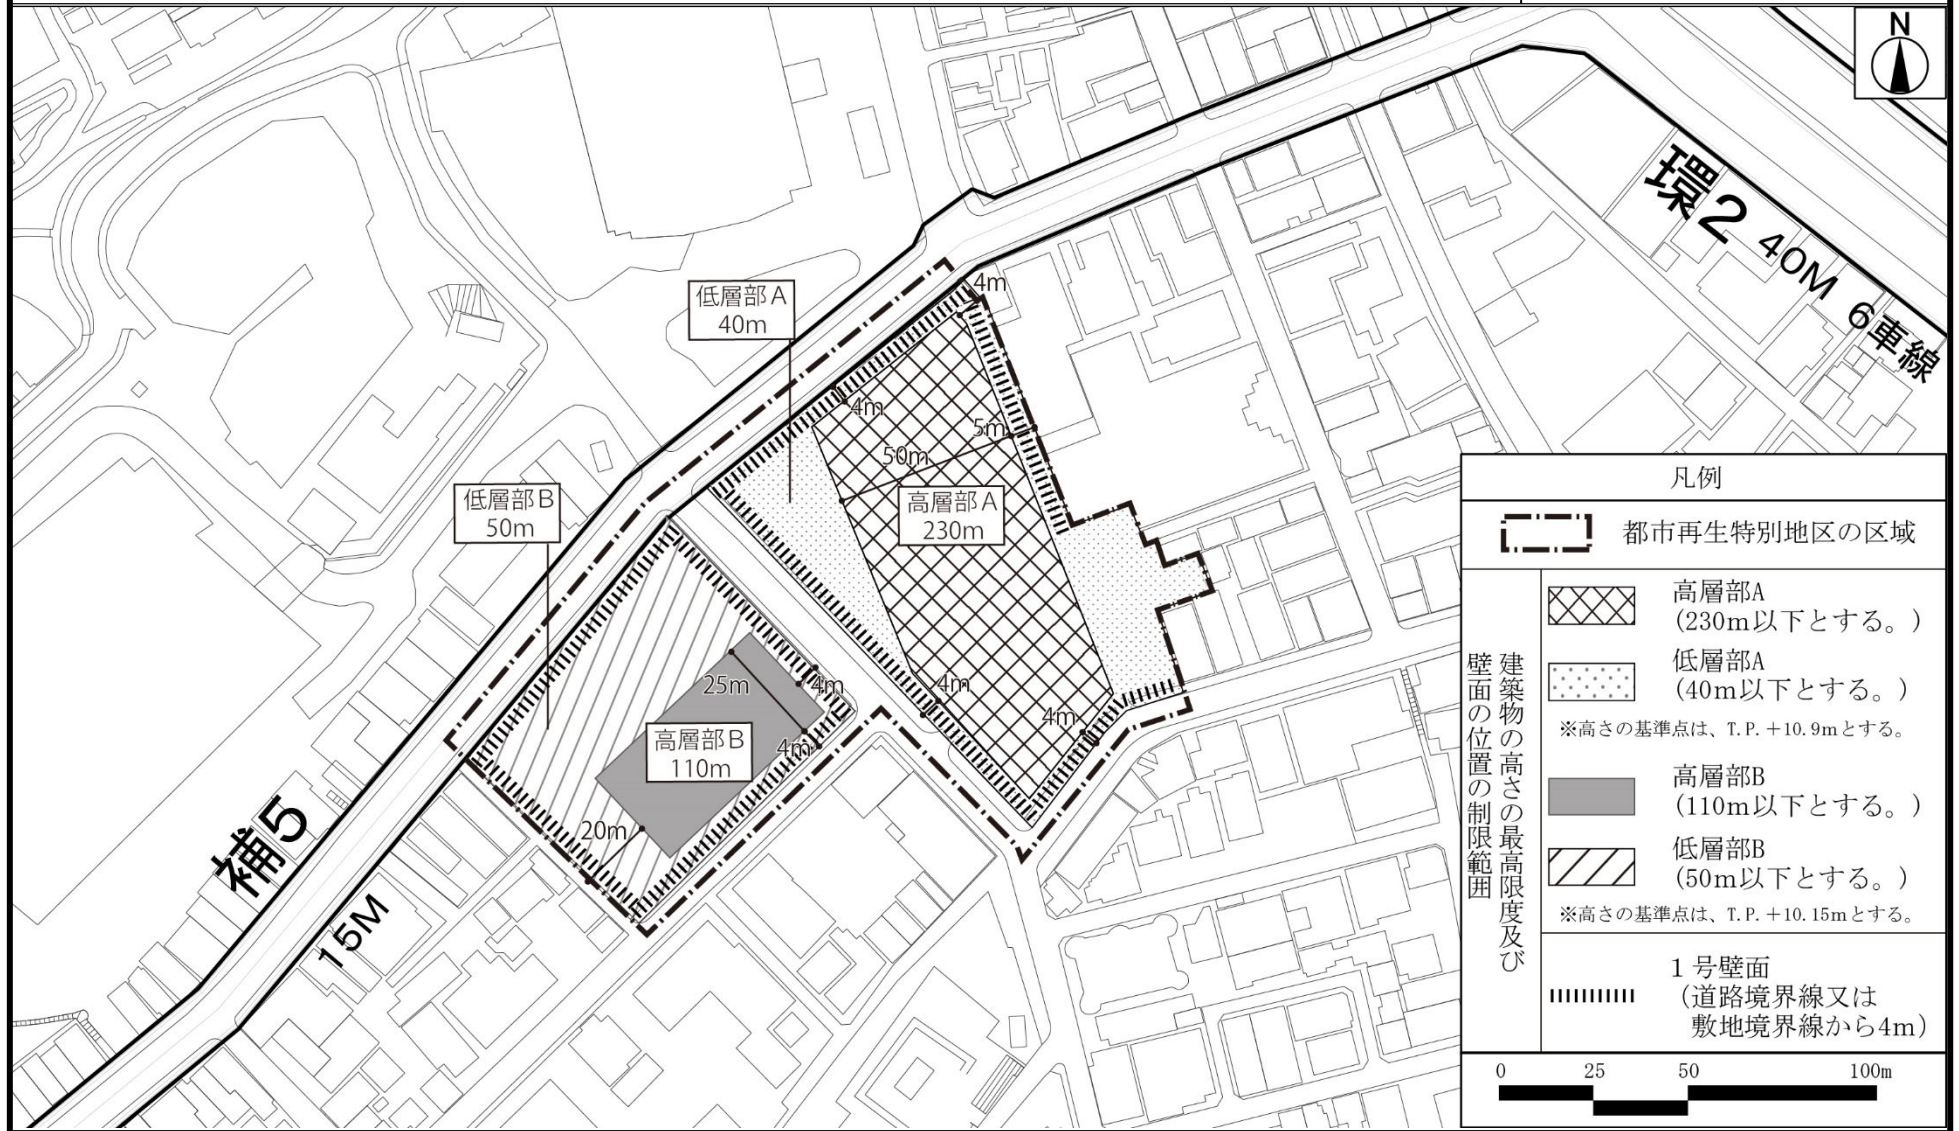 N
環2 40M 6車線
4m
低層部A
40m
4m
5m
50m
低層部B
50m
高層部A
230m
4m
25m
4m
4m
高層部B
110m
4m
20m
補5
15M
凡例
都市再生特別地区の区域
建築物の高さの最高限度及び
壁面の位置の制限範囲
高層部A
(230m以下とする。)
低層部A
(40m以下とする。)
※高さの基準点は、T.P.+10.9mとする。
高層部B
(110m以下とする。)
低層部B
(50m以下とする。)
※高さの基準点は、T.P.+10.15mとする。
1号壁面
(道路境界線又は
敷地境界線から4m)
0 25 50 100m